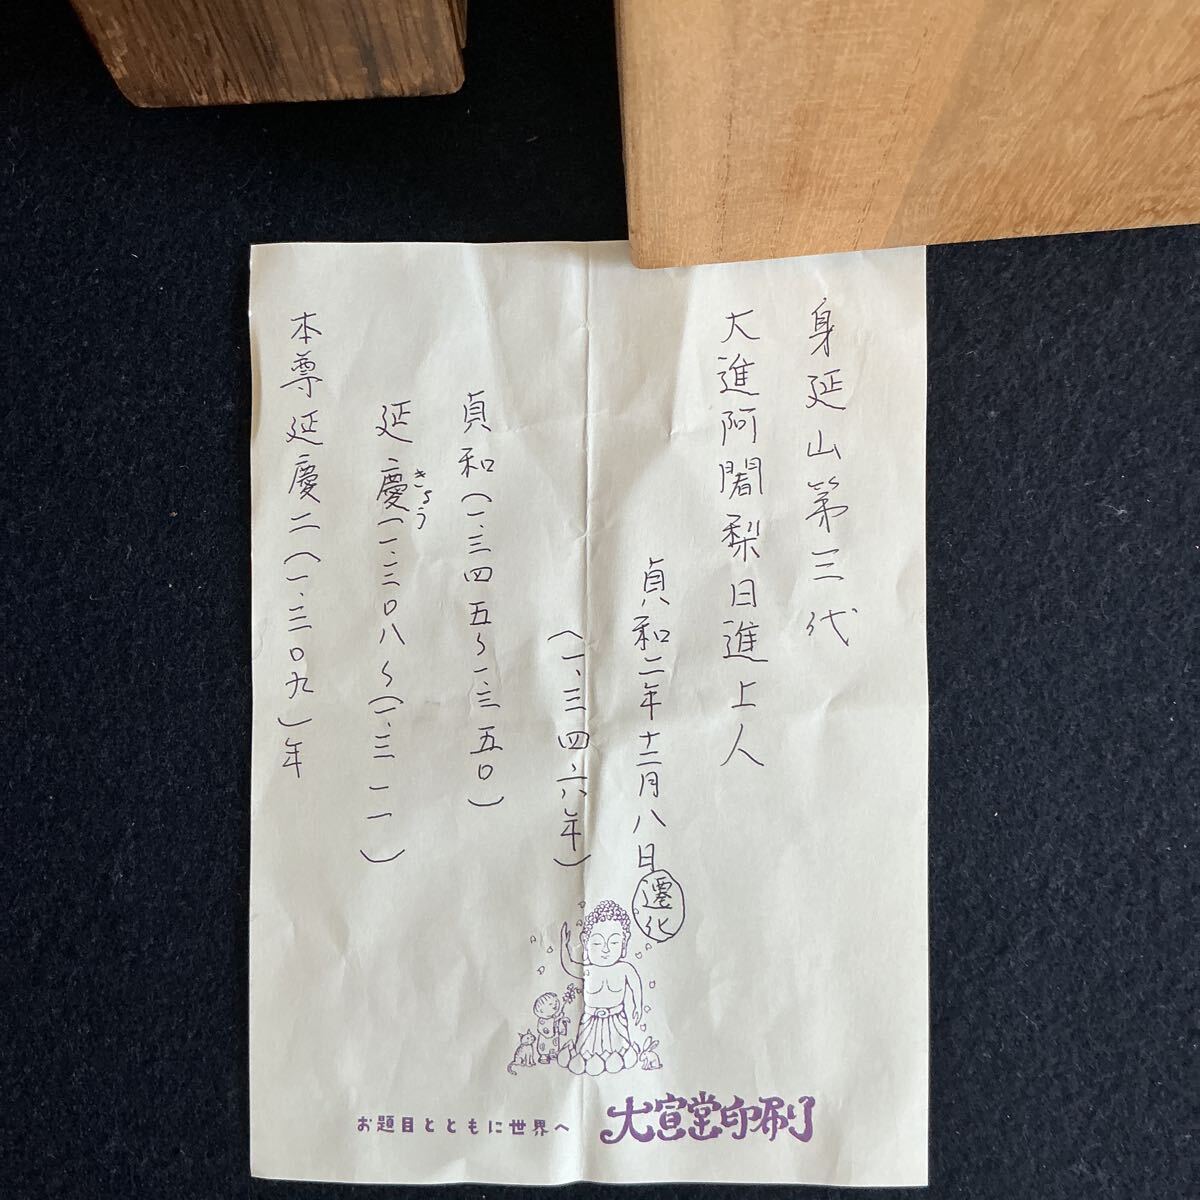 身延山第三代
大進阿闍梨日進上人
貞和二年十二月八日遷化
(一、三四六年)
貞和(一、三四五〜一、三五〇)
延慶(一、三〇八〜(一、三一一)
きょう
本尊延慶二(一、三〇九)年
お題目とともに世界へ
大宣堂印刷